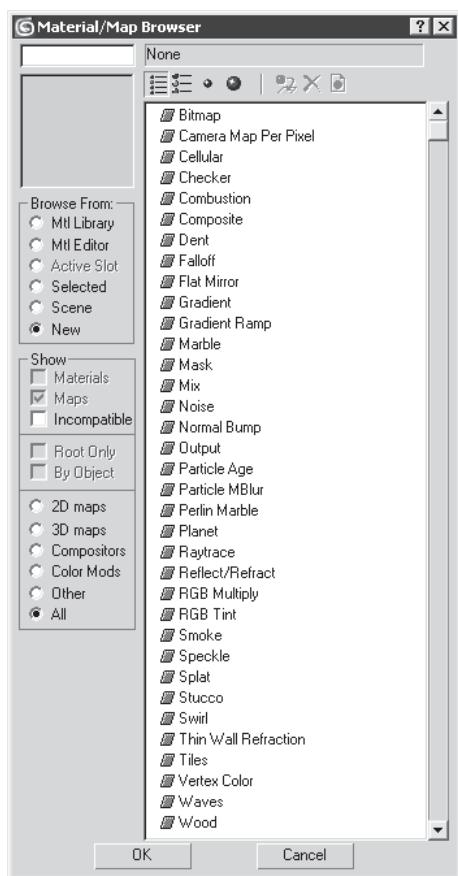 Material/Map Browser
None
Browse From:
Mtl Library
Mtl Editor
Active Slot
Selected
Scene
New
Show
Materials
Maps
Incompatible
Root Only
By Object
2D maps
3D maps
Compositors
Color Mods
Other
All
Bitmap
Camera Map Per Pixel
Cellular
Checker
Combustion
Composite
Dent
Falloff
Flat Mirror
Gradient
Gradient Ramp
Marble
Mask
Mix
Noise
Normal Bump
Output
Particle Age
Particle MBlur
Perlin Marble
Planet
Raytrace
Reflect/Refract
RGB Multiply
RGB Tint
Smoke
Speckle
Splat
Stucco
Swirl
Thin Wall Refraction
Tiles
Vertex Color
Waves
Wood
OK
Cancel